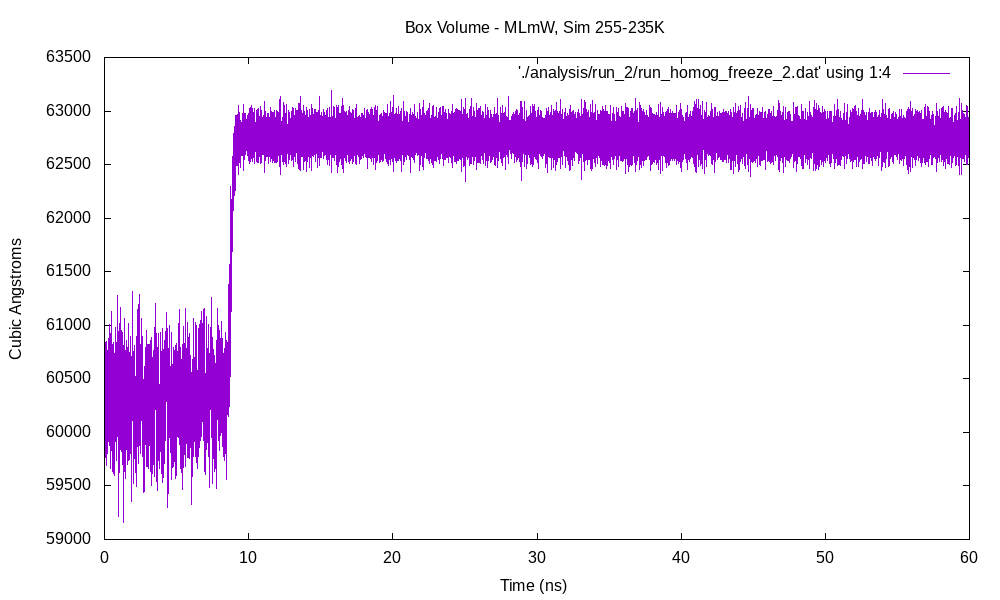 Box Volume - MLmW, Sim 255-235K
'./analysis/run_2/run_homog_freeze_2.dat' using 1:4
63500
63000
62500
62000
61500
61000
60500
60000
59500
59000
Cubic Angstroms
0 10 20 30 40 50 60
Time (ns)